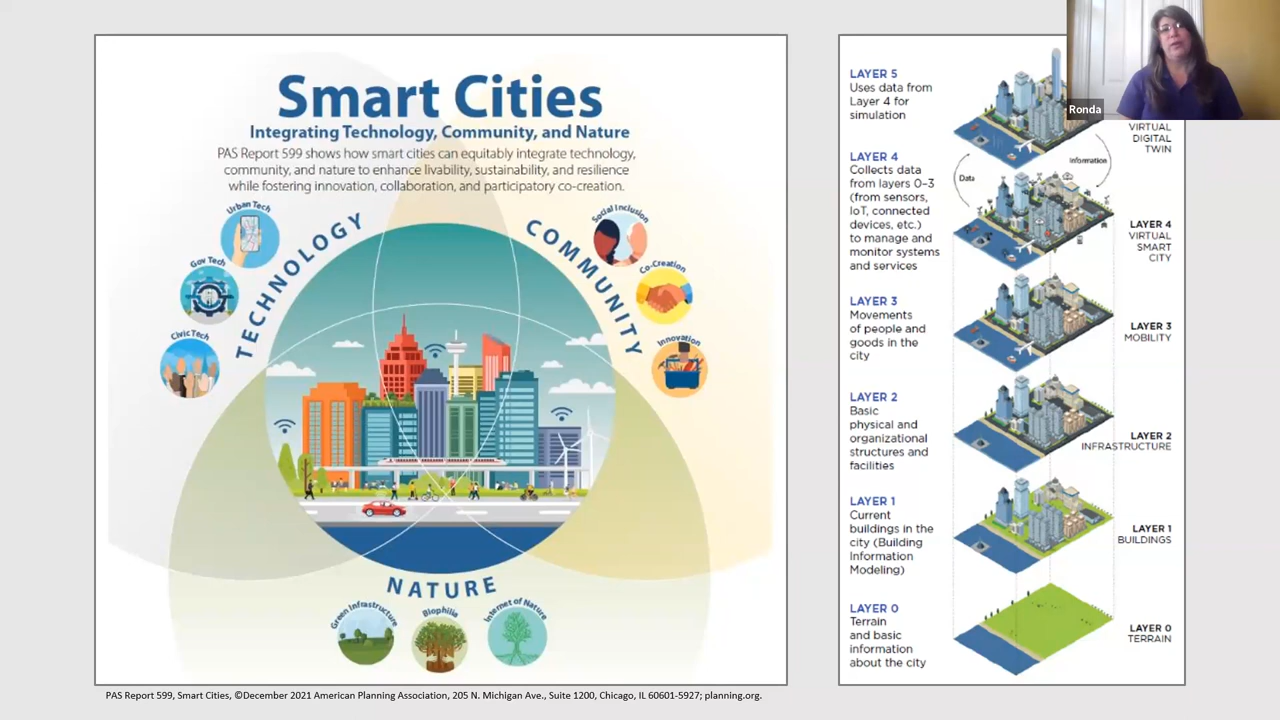 Smart Cities
Integrating Technology, Community, and Nature
PAS Report 599 shows how smart cities can equitably integrate technology,
community, and nature to enhance livability, sustainability, and resilience
while fostering innovation, collaboration, and participatory co-creation.
TECHNOLOGY
Urban Tech
Gov Tech
Civic Tech
COMMUNITY
Social Inclusion
Co-Creation
Innovation
NATURE
Green Infrastructure
Biophilia
Internet of Nature
PAS Report 599, Smart Cities, ©December 2021 American Planning Association, 205 N. Michigan Ave., Suite 1200, Chicago, IL 60601-5927; planning.org.
LAYER 5
Uses data from
Layer 4 for
simulation
VIRTUAL
DIGITAL
TWIN
Data
Information
LAYER 4
Collects data
from layers 0–3
(from sensors,
IoT, connected
devices, etc.)
to manage and
monitor systems
and services
LAYER 4
VIRTUAL
SMART
CITY
LAYER 3
Movements
of people and
goods in the
city
LAYER 3
MOBILITY
LAYER 2
Basic
physical and
organizational
structures and
facilities
LAYER 2
INFRASTRUCTURE
LAYER 1
Current
buildings in the
city (Building
Information
Modeling)
LAYER 1
BUILDINGS
LAYER 0
Terrain
and basic
information
about the city
LAYER 0
TERRAIN
Ronda